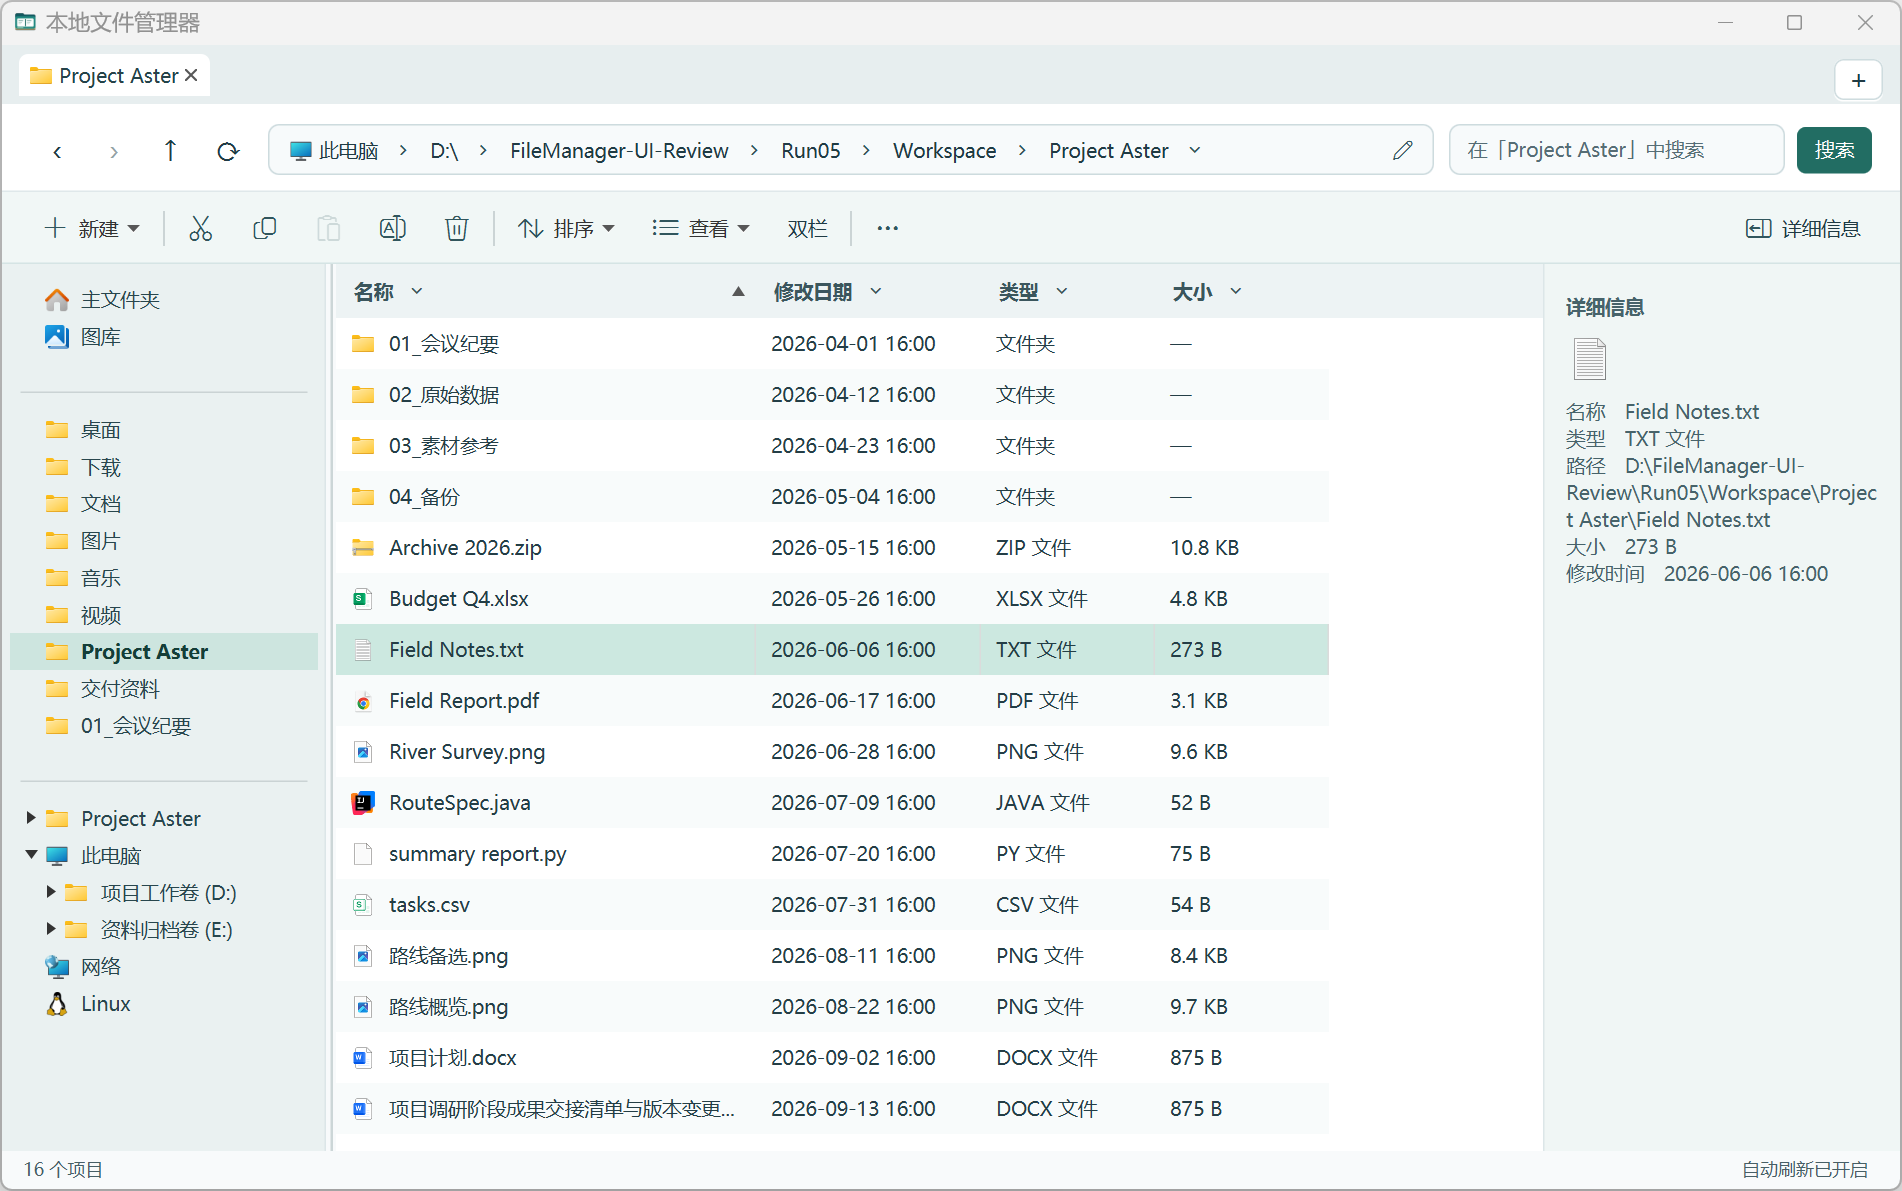 本地文件管理器
Project Aster
此电脑 D:\ FileManager-UI-Review Run05 Workspace Project Aster
在「Project Aster」中搜索
搜索
新建
排序
查看
双栏
详细信息
主文件夹
图库
桌面
下载
文档
图片
音乐
视频
Project Aster
交付资料
01_会议纪要
Project Aster
此电脑
项目工作卷 (D:)
资料归档卷 (E:)
网络
Linux
名称 修改日期 类型 大小
01_会议纪要 2026-04-01 16:00 文件夹 —
02_原始数据 2026-04-12 16:00 文件夹 —
03_素材参考 2026-04-23 16:00 文件夹 —
04_备份 2026-05-04 16:00 文件夹 —
Archive 2026.zip 2026-05-15 16:00 ZIP 文件 10.8 KB
Budget Q4.xlsx 2026-05-26 16:00 XLSX 文件 4.8 KB
Field Notes.txt 2026-06-06 16:00 TXT 文件 273 B
Field Report.pdf 2026-06-17 16:00 PDF 文件 3.1 KB
River Survey.png 2026-06-28 16:00 PNG 文件 9.6 KB
RouteSpec.java 2026-07-09 16:00 JAVA 文件 52 B
summary report.py 2026-07-20 16:00 PY 文件 75 B
tasks.csv 2026-07-31 16:00 CSV 文件 54 B
路线备选.png 2026-08-11 16:00 PNG 文件 8.4 KB
路线概览.png 2026-08-22 16:00 PNG 文件 9.7 KB
项目计划.docx 2026-09-02 16:00 DOCX 文件 875 B
项目调研阶段成果交接清单与版本变更... 2026-09-13 16:00 DOCX 文件 875 B
详细信息
名称 Field Notes.txt
类型 TXT 文件
路径 D:\FileManager-UI-
Review\Run05\Workspace\Projec
t Aster\Field Notes.txt
大小 273 B
修改时间 2026-06-06 16:00
16 个项目
自动刷新已开启